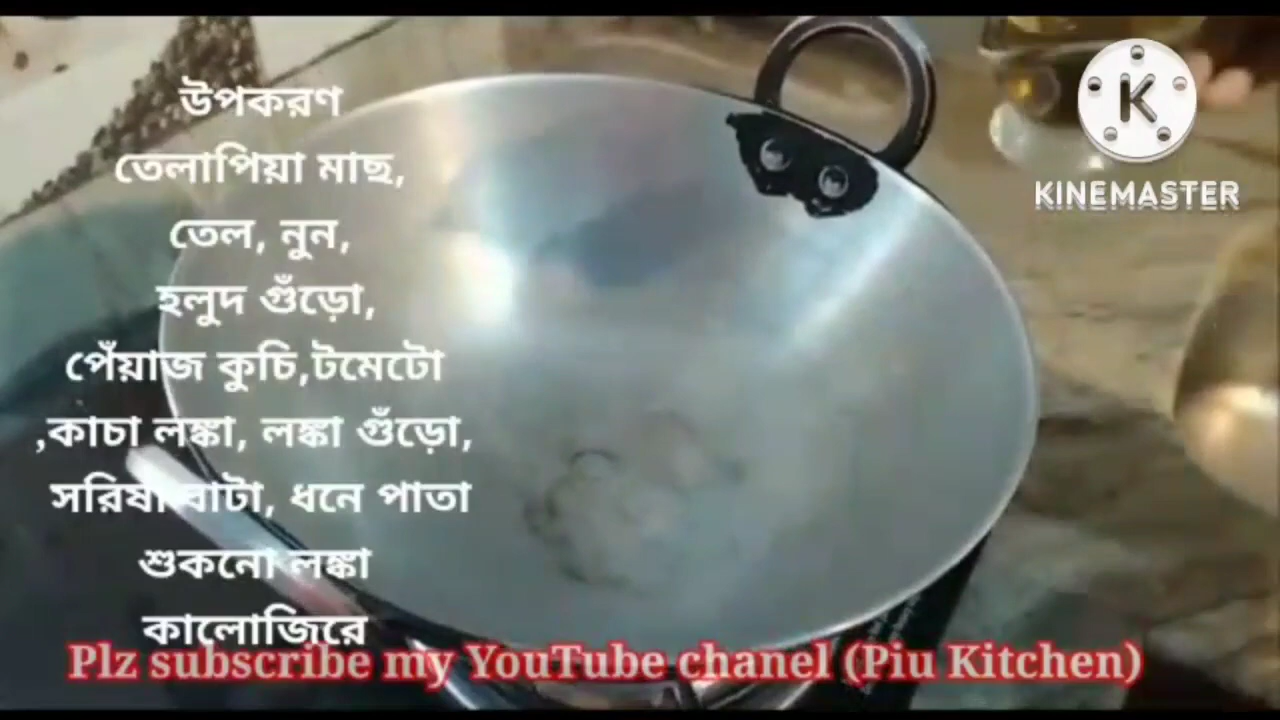 উপকরণ
তেলাপিয়া মাছ,
তেল, নুন,
হলুদ গুঁড়ো,
পেঁয়াজ কুচি,টমেটো
,কাচা লঙ্কা, লঙ্কা গুঁড়ো,
সরিষা বাটা, ধনে পাতা
শুকনো লঙ্কা
কালোজিরে
Plz subscribe my YouTube chanel (Piu Kitchen)
K
KINEMASTER